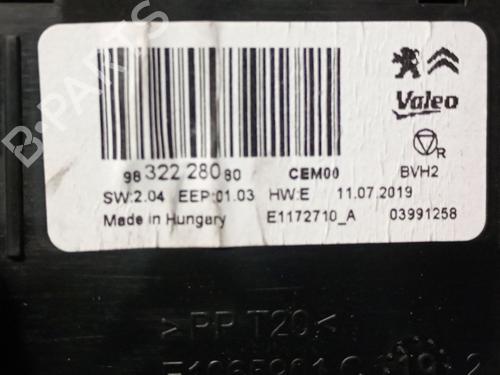 Valeo
98 322 280 80 CEM00 R BVH2
SW:2.04 EEP:01.03 HW:E 11.07.2019
Made in Hungary E1172710_A 03991258
>PP T20<
B-PARTS